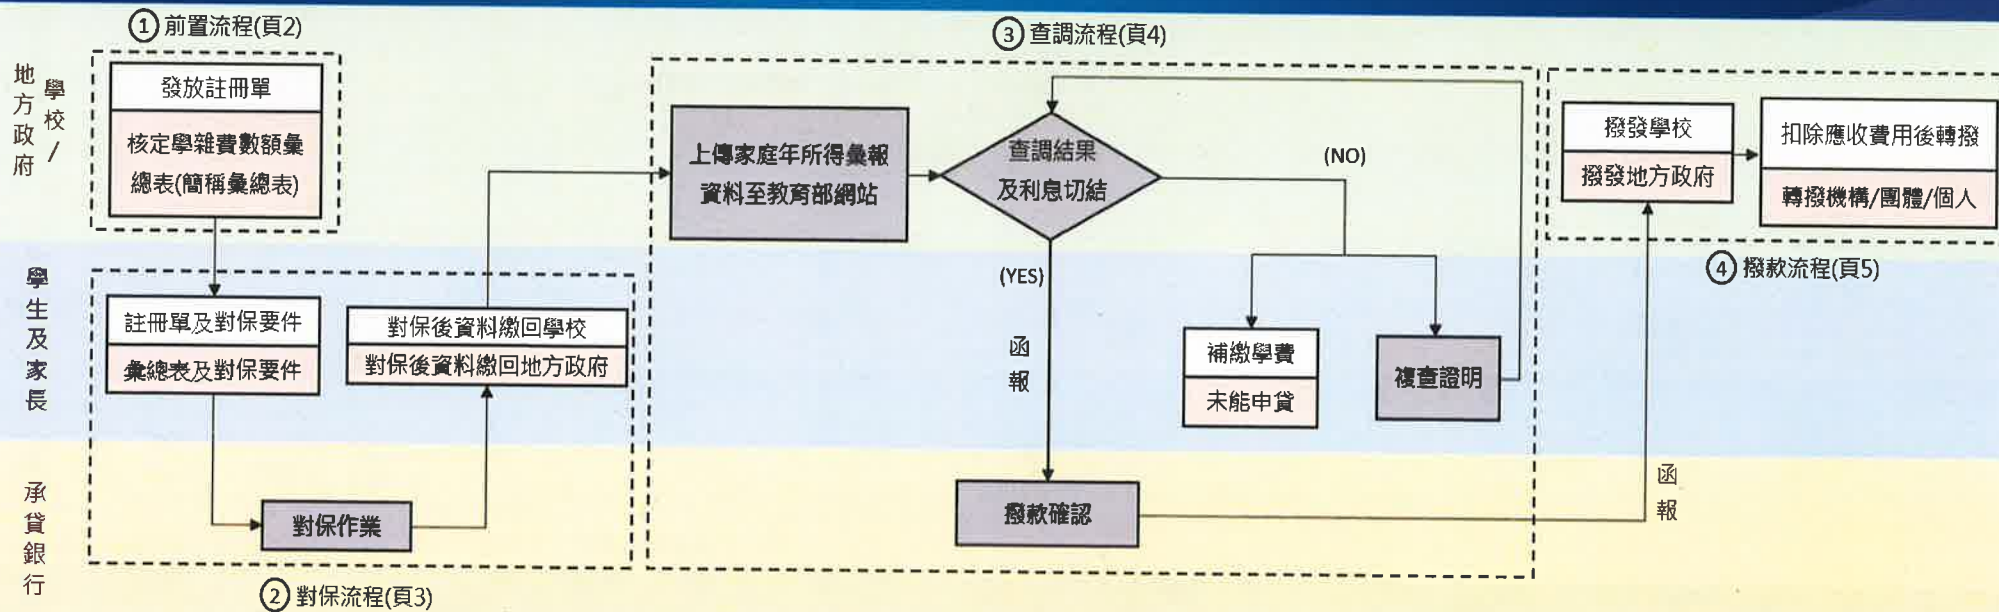 ① 前置流程(頁2)
學校/
地方政府
發放註冊單
核定學雜費數額彙
總表(簡稱彙總表)
學生及家長
註冊單及對保要件
彙總表及對保要件
對保後資料繳回學校
對保後資料繳回地方政府
承貸銀行
對保作業
② 對保流程(頁3)
③ 查調流程(頁4)
上傳家庭年所得彙報
資料至教育部網站
查調結果
及利息切結
(NO)
(YES)
函報
補繳學費
未能申貸
複查證明
撥款確認
函報
撥發學校
撥發地方政府
扣除應收費用後轉撥
轉撥機構/團體/個人
④ 撥款流程(頁5)